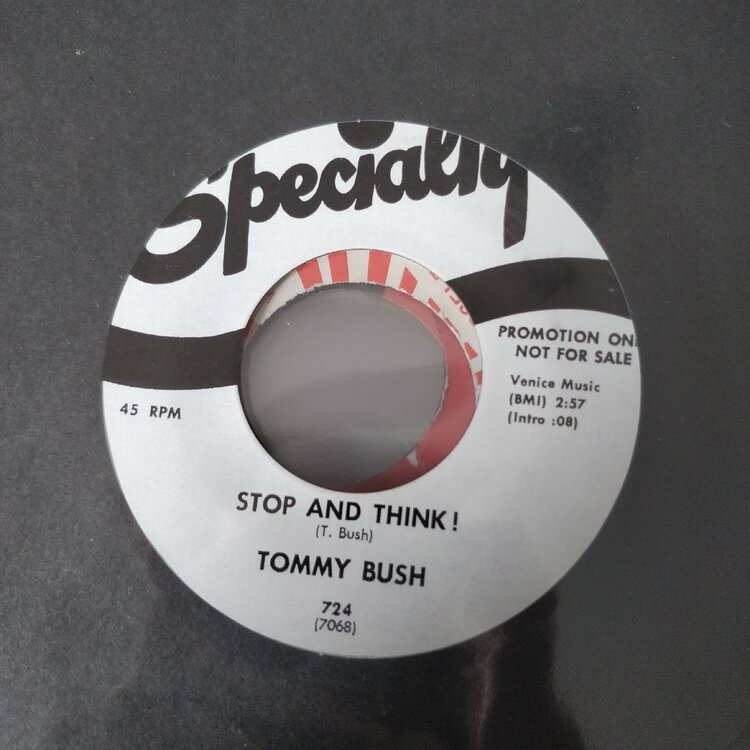 Specialty
PROMOTION ON
NOT FOR SALE
Venice Music
(BMI) 2:57
(Intro :08)
45 RPM
STOP AND THINK!
(T. Bush)
TOMMY BUSH
724
(7068)